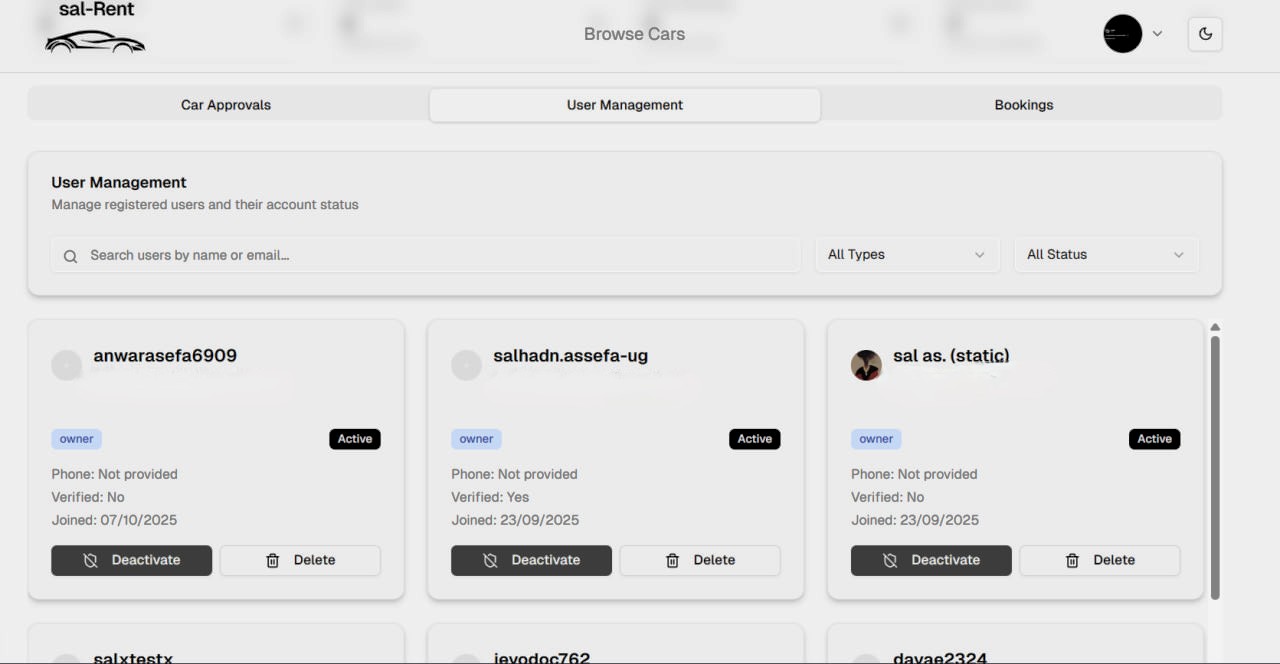 sal-Rent
Browse Cars
Car Approvals
User Management
Bookings
User Management
Manage registered users and their account status
Search users by name or email...
All Types
All Status
anwarasefa6909
owner
Active
Phone: Not provided
Verified: No
Joined: 07/10/2025
Deactivate
Delete
salhadn.assefa-ug
owner
Active
Phone: Not provided
Verified: Yes
Joined: 23/09/2025
Deactivate
Delete
sal as. (static)
owner
Active
Phone: Not provided
Verified: No
Joined: 23/09/2025
Deactivate
Delete
salxtestx
jevodoc762
davae2324